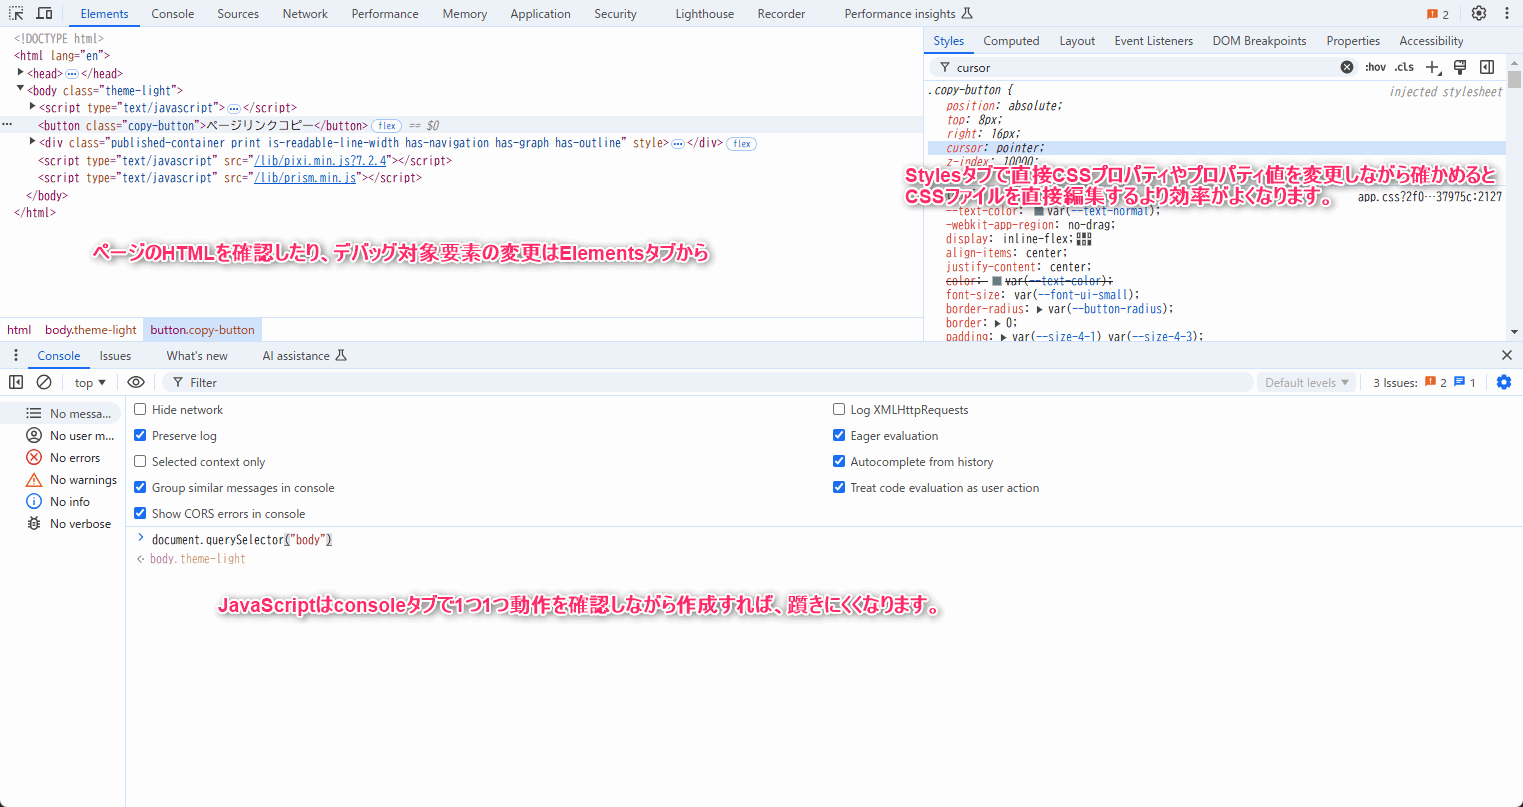 Elements Console Sources Network Performance Memory Application Security Lighthouse Recorder Performance insights 2
<!DOCTYPE html>
<html lang="en">
<head> ⋯ </head>
<body class="theme-light">
<script type="text/javascript"> ⋯ </script>
<button class="copy-button">ページリンクコピー</button> flex == $0
<div class="published-container print is-readable-line-width has-navigation has-graph has-outline" style> ⋯ </div> flex
<script type="text/javascript" src="/lib/pixi.min.js?7.2.4"></script>
<script type="text/javascript" src="/lib/prism.min.js"></script>
</body>
</html>
ページのHTMLを確認したり、デバッグ対象要素の変更はElementsタブから
html body.theme-light button.copy-button
Styles Computed Layout Event Listeners DOM Breakpoints Properties Accessibility
cursor :hov .cls
.copy-button { injected stylesheet
position: absolute;
top: 8px;
right: 16px;
cursor: pointer;
z-index: 10000;
Stylesタブで直接CSSプロパティやプロパティ値を変更しながら確かめると
CSSファイルを直接編集するより効率がよくなります。
app.css?2f0…37975c:2127
--text-color: var(--text-normal);
-webkit-app-region: no-drag;
display: inline-flex;
align-items: center;
justify-content: center;
color: var(--text-color);
font-size: var(--font-ui-small);
border-radius: var(--button-radius);
border: 0;
padding: var(--size-4-1) var(--size-4-3);
Console Issues What's new AI assistance
top Filter Default levels 3 Issues: 2 1
No messa...
No user m...
No errors
No warnings
No info
No verbose
Hide network
Preserve log
Selected context only
Group similar messages in console
Show CORS errors in console
Log XMLHttpRequests
Eager evaluation
Autocomplete from history
Treat code evaluation as user action
document.querySelector("body")
body.theme-light
JavaScriptはconsoleタブで1つ1つ動作を確認しながら作成すれば、躓きにくくなります。